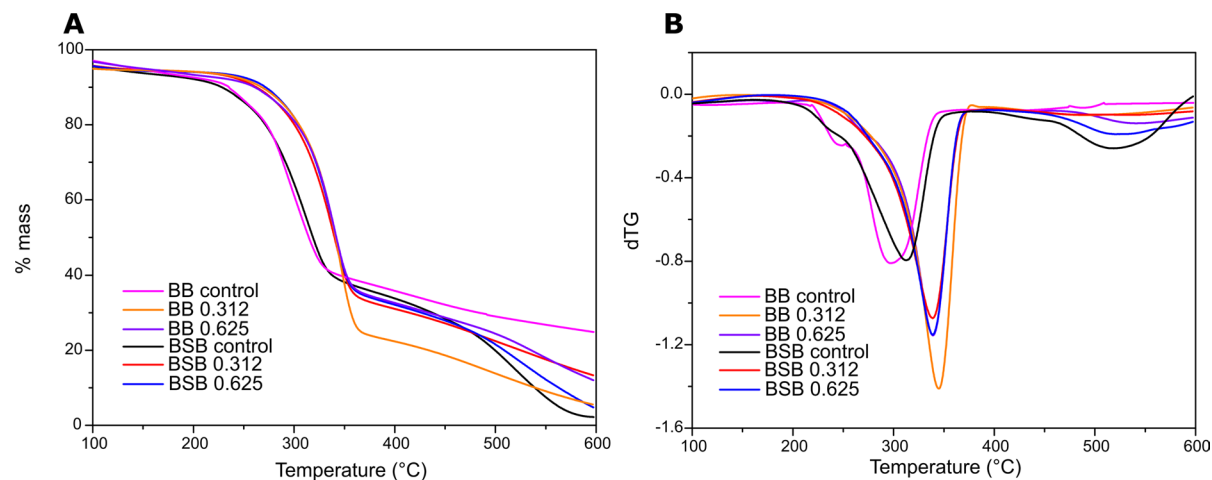 A
100
80
60
40
20
0
% mass
BB control
BB 0.312
BB 0.625
BSB control
BSB 0.312
BSB 0.625
100
200
300
400
500
600
Temperature (°C)
B
0.0
-0.4
-0.8
-1.2
-1.6
dTG
BB control
BB 0.312
BB 0.625
BSB control
BSB 0.312
BSB 0.625
100
200
300
400
500
600
Temperature (°C)